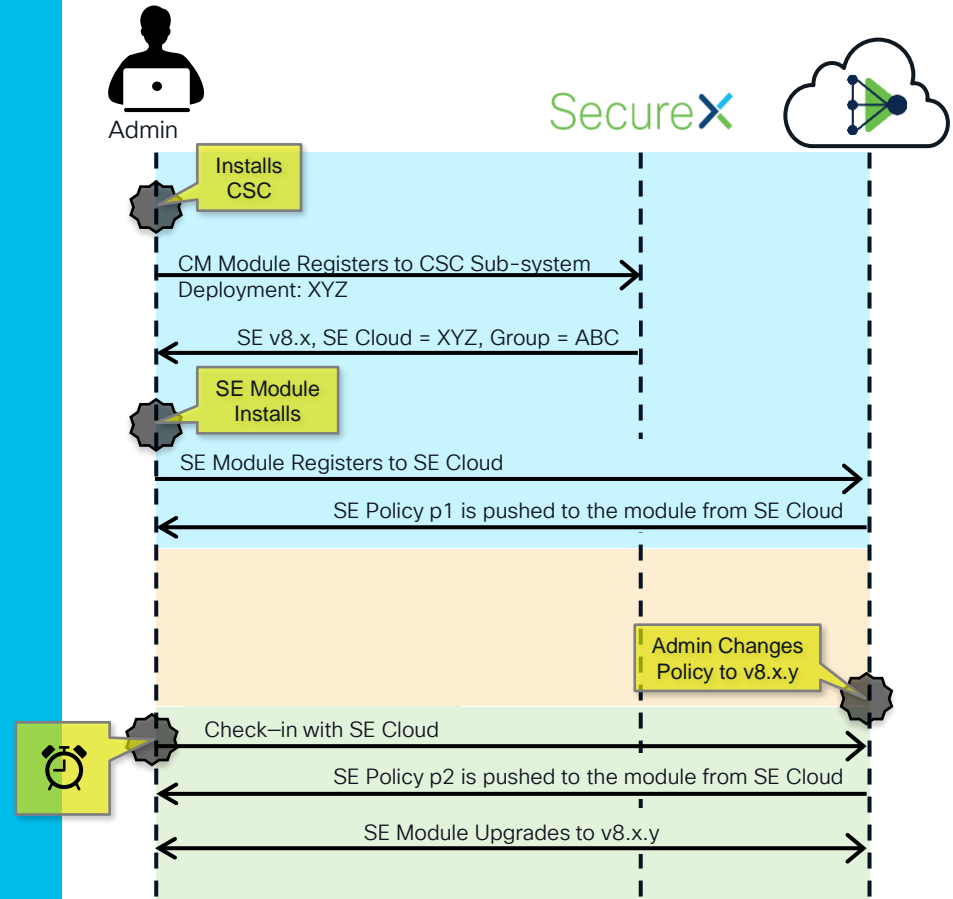 Admin
SecureX
Installs
CSC
CM Module Registers to CSC Sub-system
Deployment: XYZ
SE v8.x, SE Cloud = XYZ, Group = ABC
SE Module
Installs
SE Module Registers to SE Cloud
SE Policy p1 is pushed to the module from SE Cloud
Admin Changes
Policy to v8.x.y
Check–in with SE Cloud
SE Policy p2 is pushed to the module from SE Cloud
SE Module Upgrades to v8.x.y